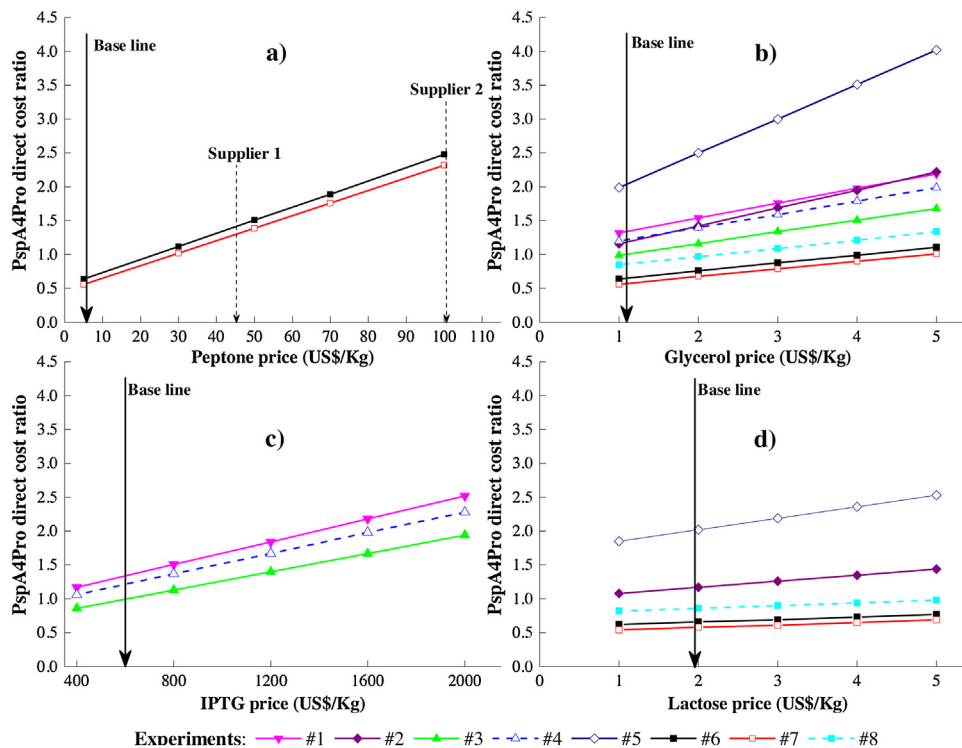 4.5
4.0
3.5
3.0
2.5
2.0
1.5
1.0
0.5
0.0
PspA4Pro direct cost ratio
Base line
a)
Supplier 1
Supplier 2
0 10 20 30 40 50 60 70 80 90 100 110
Peptone price (US$/Kg)
4.5
4.0
3.5
3.0
2.5
2.0
1.5
1.0
0.5
0.0
PspA4Pro direct cost ratio
b)
Base line
0 1 2 3 4 5
Glycerol price (US$/Kg)
4.5
4.0
3.5
3.0
2.5
2.0
1.5
1.0
0.5
0.0
PspA4Pro direct cost ratio
Base line
c)
400 800 1200 1600 2000
IPTG price (US$/Kg)
4.5
4.0
3.5
3.0
2.5
2.0
1.5
1.0
0.5
0.0
PspA4Pro direct cost ratio
Base line
d)
0 1 2 3 4 5
Lactose price (US$/Kg)
Experiments: #1 #2 #3 #4 #5 #6 #7 #8